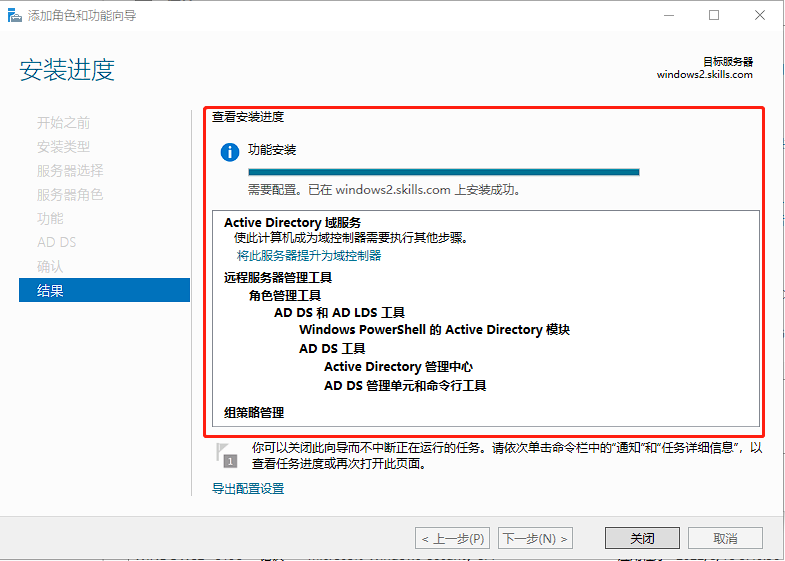 添加角色和功能向导
安装进度
目标服务器
windows2.skills.com
开始之前
安装类型
服务器选择
服务器角色
功能
AD DS
确认
结果
查看安装进度
功能安装
需要配置。已在 windows2.skills.com 上安装成功。
Active Directory 域服务
使此计算机成为域控制器需要执行其他步骤。
将此服务器提升为域控制器
远程服务器管理工具
角色管理工具
AD DS 和 AD LDS 工具
Windows PowerShell 的 Active Directory 模块
AD DS 工具
Active Directory 管理中心
AD DS 管理单元和命令行工具
组策略管理
1
你可以关闭此向导而不中断正在运行的任务。请依次单击命令栏中的"通知"和"任务详细信息"，以
查看任务进度或再次打开此页面。
导出配置设置
< 上一步(P)
下一步(N) >
关闭
取消